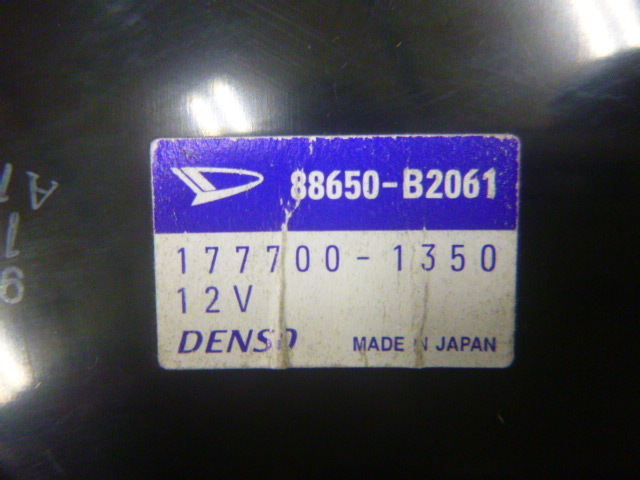 88650-B2061
177700-1350
12V
DENSO
MADE IN JAPAN